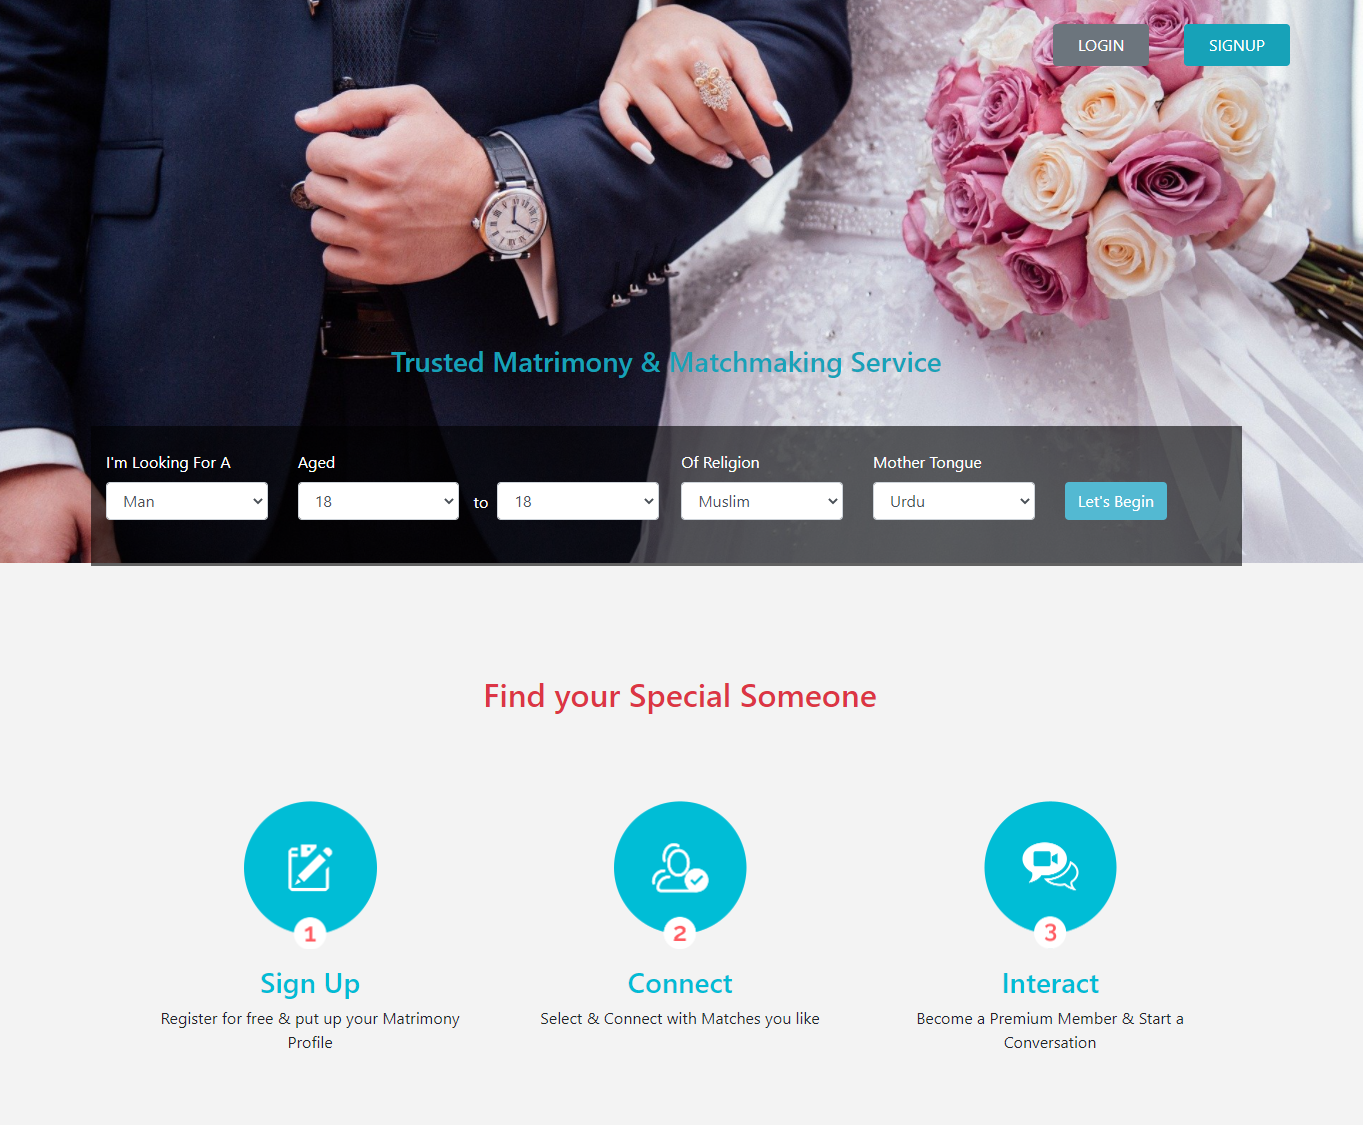 LOGIN
SIGNUP
Trusted Matrimony & Matchmaking Service
I'm Looking For A
Aged
Of Religion
Mother Tongue
Man
18
to
18
Muslim
Urdu
Let's Begin
Find your Special Someone
1
2
3
Sign Up
Connect
Interact
Register for free & put up your Matrimony
Profile
Select & Connect with Matches you like
Become a Premium Member & Start a
Conversation